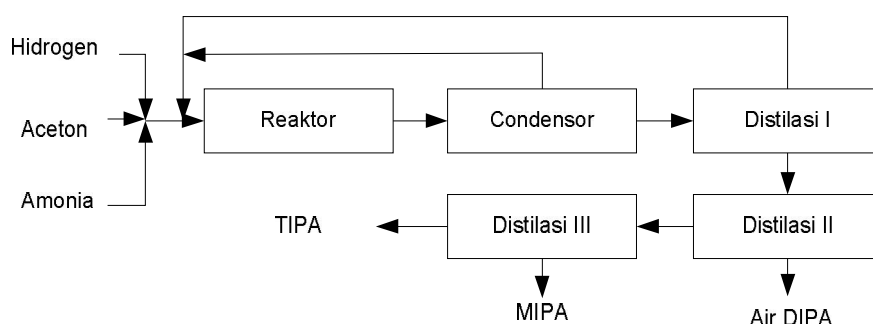 Hidrogen
Aceton
Amonia
Reaktor
Condensor
Distilasi I
TIPA
Distilasi III
Distilasi II
MIPA
Air DIPA